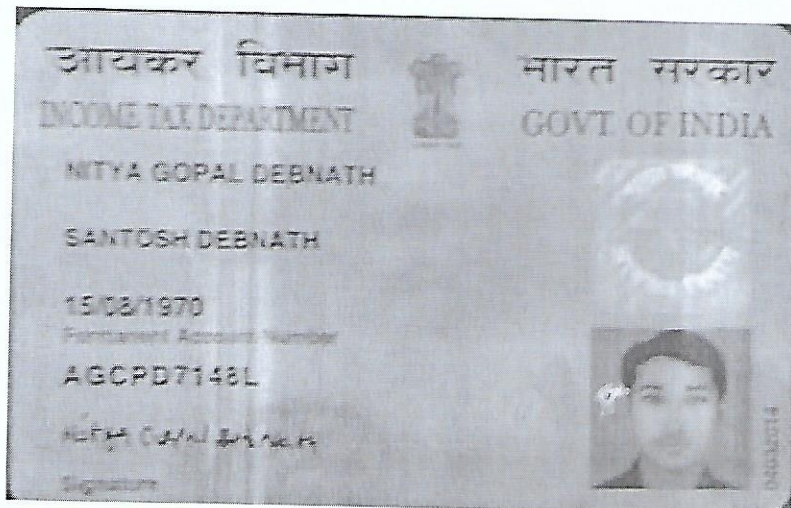 आयकर विभाग
भारत सरकार
INCOME TAX DEPARTMENT
GOVT OF INDIA
NITYA GOPAL DEBNATH
SANTOSH DEBNATH
15/08/1970
Permanent Account Number
AGCPD7148L
Signature